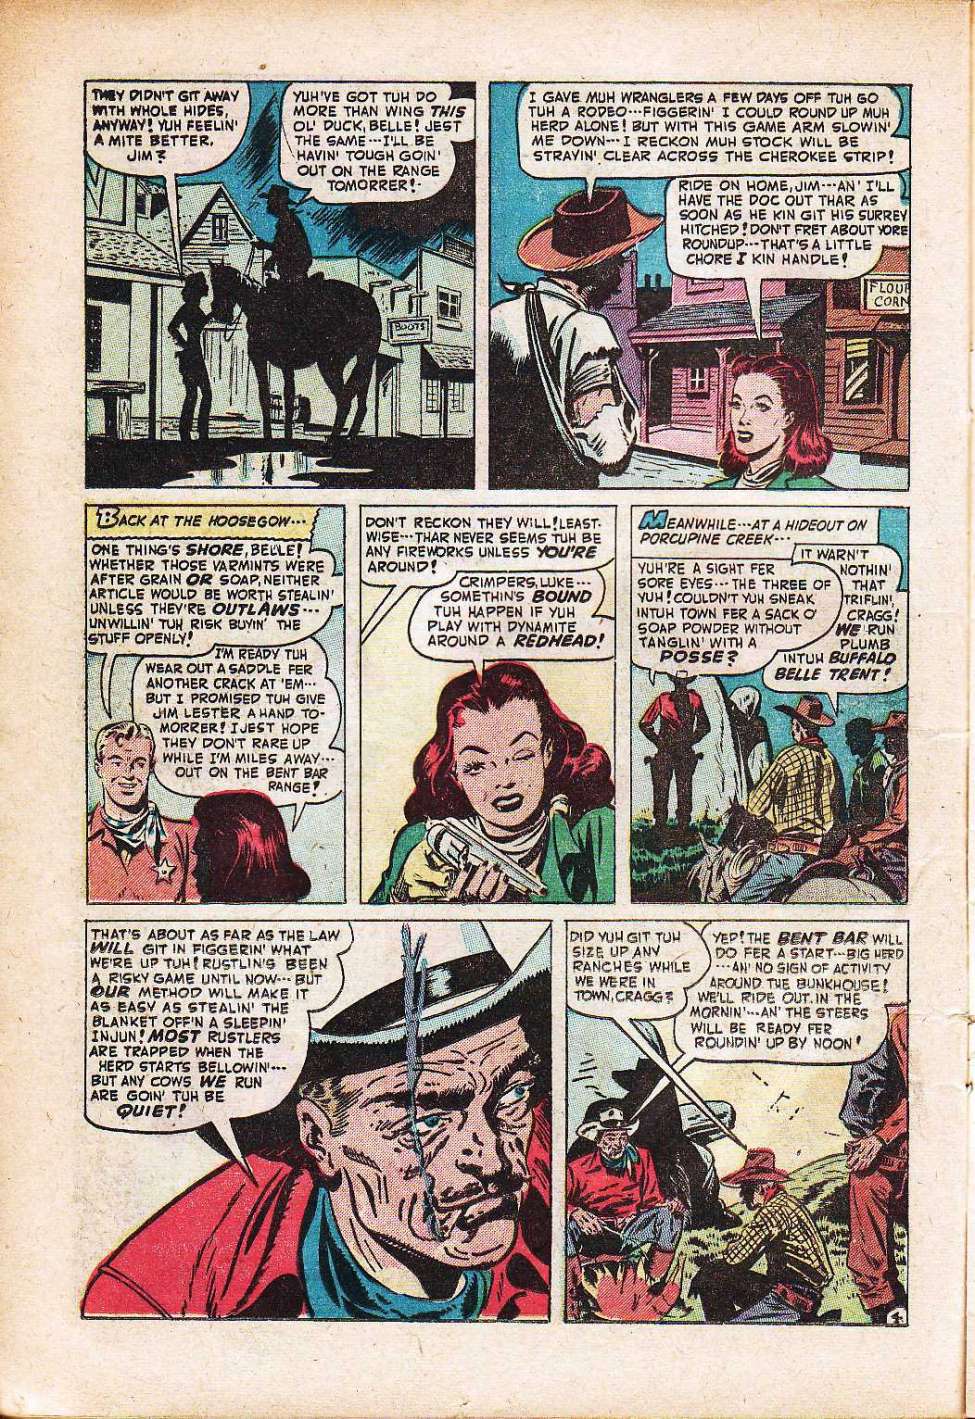 THEY DIDN'T GIT AWAY
WITH WHOLE HIDES,
ANYWAY! YUH FEELIN'
A MITE BETTER,
JIM?
YUH'VE GOT TUH DO
MORE THAN WING THIS
OL' DUCK, BELLE! JEST
THE SAME---I'LL BE
HAVIN' TOUGH GOIN'
OUT ON THE RANGE
TOMORRER!
BOOTS
I GAVE MUH WRANGLERS A FEW DAYS OFF TUH GO
TUH A RODEO---FIGGERIN' I COULD ROUND UP MUH
HERD ALONE! BUT WITH THIS GAME ARM SLOWIN'
ME DOWN---I RECKON MUH STOCK WILL BE
STRAYIN' CLEAR ACROSS THE CHEROKEE STRIP!
RIDE ON HOME, JIM---AN' I'LL
HAVE THE DOC OUT THAR AS
SOON AS HE KIN GIT HIS SURREY
HITCHED! DON'T FRET ABOUT YORE
ROUNDUP---THAT'S A LITTLE
CHORE I KIN HANDLE!
FLOUR
CORN
BACK AT THE HOOSEGOW---
ONE THING'S SHORE, BELLE!
WHETHER THOSE VARMINTS WERE
AFTER GRAIN OR SOAP, NEITHER
ARTICLE WOULD BE WORTH STEALIN'
UNLESS THEY'RE OUTLAWS---
UNWILLIN' TUH RISK BUYIN' THE
STUFF OPENLY!
I'M READY TUH
WEAR OUT A SADDLE FER
ANOTHER CRACK AT 'EM---
BUT I PROMISED TUH GIVE
JIM LESTER A HAND TO-
MORRER! I JEST HOPE
THEY DON'T RARE UP
WHILE I'M MILES AWAY---
OUT ON THE BENT BAR
RANGE!
DON'T RECKON THEY WILL! LEAST-
WISE---THAR NEVER SEEMS TUH BE
ANY FIREWORKS UNLESS YOU'RE
AROUND!
CRIMPERS, LUKE---
SOMETHIN'S BOUND
TUH HAPPEN IF YUH
PLAY WITH DYNAMITE
AROUND A REDHEAD!
MEANWHILE---AT A HIDEOUT ON
PORCUPINE CREEK---
YUH'RE A SIGHT FER
SORE EYES---THE THREE OF
YUH! COULDN'T YUH SNEAK
INTUH TOWN FER A SACK O'
SOAP POWDER WITHOUT
TANGLIN' WITH A
POSSE?
IT WARN'T
NOTHIN'
THAT
TRIFLIN',
CRAGG!
WE RUN
PLUMB
INTUH BUFFALO
BELLE TRENT!
THAT'S ABOUT AS FAR AS THE LAW
WILL GIT IN FIGGERIN' WHAT
WE'RE UP TUH! RUSTLIN'S BEEN
A RISKY GAME UNTIL NOW---BUT
OUR METHOD WILL MAKE IT
AS EASY AS STEALIN' THE
BLANKET OFF'N A SLEEPIN'
INJUN! MOST RUSTLERS
ARE TRAPPED WHEN THE
HERD STARTS BELLOWIN'---
BUT ANY COWS WE RUN
ARE GOIN' TUH BE
QUIET!
DID YUH GIT TUH
SIZE UP ANY
RANCHES WHILE
WE WERE IN
TOWN, CRAGG?
YEP! THE BENT BAR WILL
DO FER A START---BIG HERD
---AN' NO SIGN OF ACTIVITY
AROUND THE BUNKHOUSE!
WE'LL RIDE OUT IN THE
MORNIN'---AN' THE STEERS
WILL BE READY FER
ROUNDIN' UP BY NOON!
4